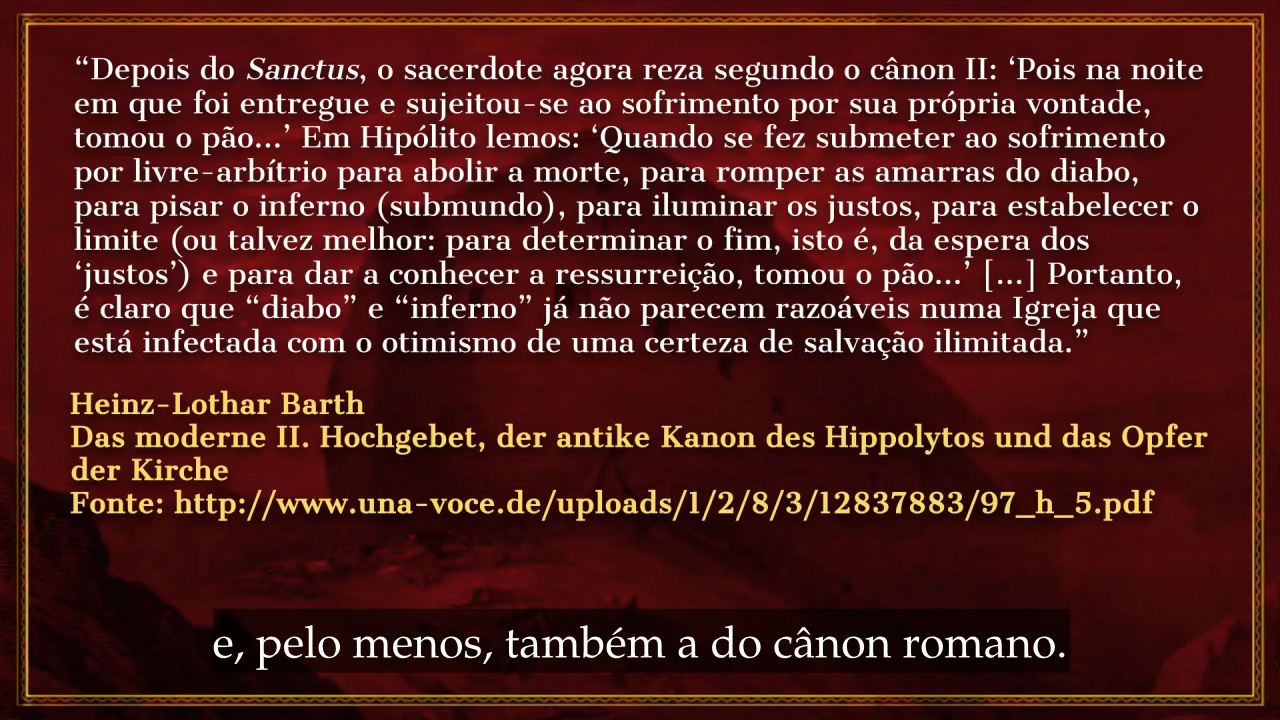 “Depois do Sanctus, o sacerdote agora reza segundo o cânon II: ‘Pois na noite
em que foi entregue e sujeitou-se ao sofrimento por sua própria vontade,
tomou o pão...’ Em Hipólito lemos: ‘Quando se fez submeter ao sofrimento
por livre-arbítrio para abolir a morte, para romper as amarras do diabo,
para pisar o inferno (submundo), para iluminar os justos, para estabelecer o
limite (ou talvez melhor: para determinar o fim, isto é, da espera dos
‘justos’) e para dar a conhecer a ressurreição, tomou o pão...’ [...] Portanto,
é claro que “diabo” e “inferno” já não parecem razoáveis numa Igreja que
está infectada com o otimismo de uma certeza de salvação ilimitada.”
Heinz-Lothar Barth
Das moderne II. Hochgebet, der antike Kanon des Hippolytos und das Opfer
der Kirche
Fonte: http://www.una-voce.de/uploads/1/2/8/3/12837883/97_h_5.pdf
e, pelo menos, também a do cânon romano.